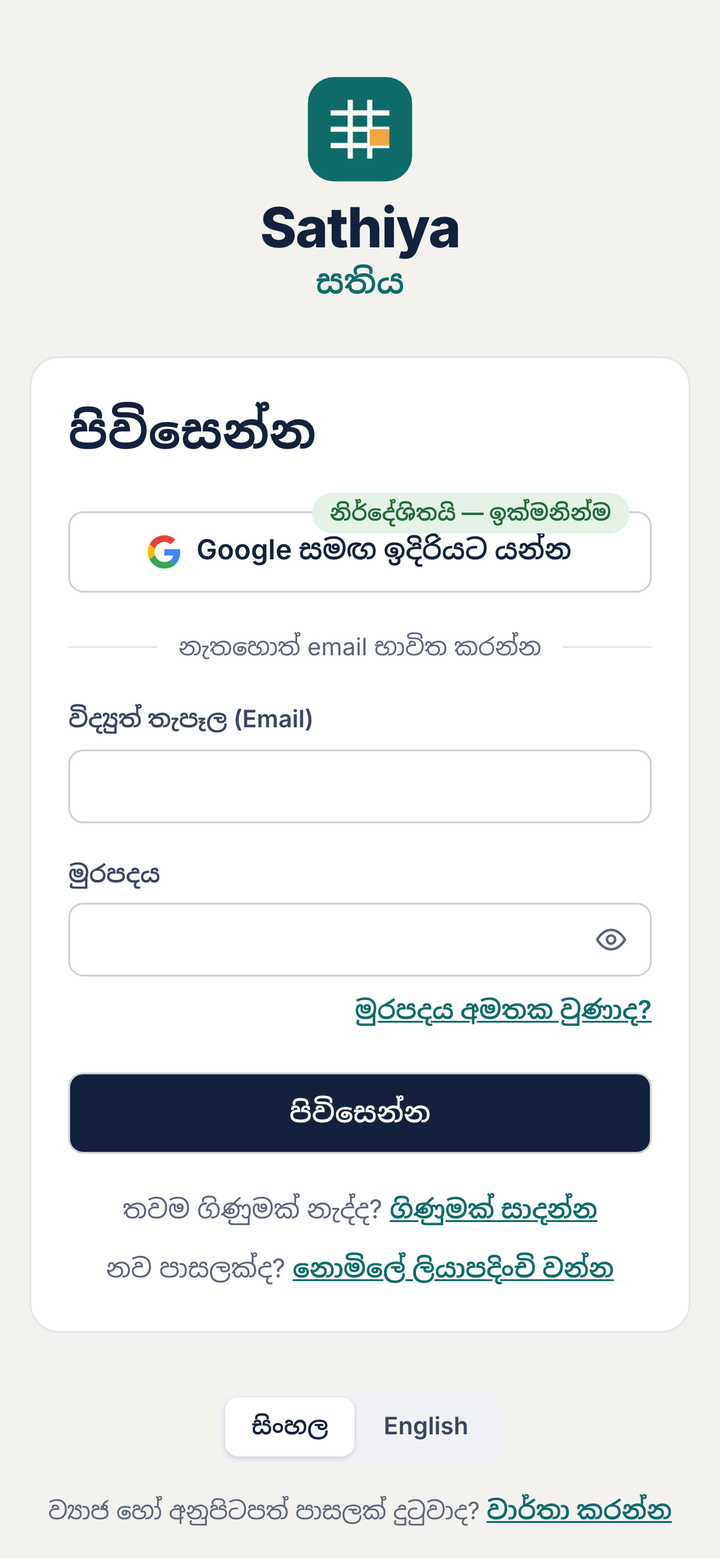 Sathiya
සතිය
පිවිසෙන්න
නිර්දේශිතයි — ඉක්මනින්ම
Google සමඟ ඉදිරියට යන්න
නැතහොත් email භාවිත කරන්න
විද්‍යුත් තැපෑල (Email)
මුරපදය
මුරපදය අමතක වුණාද?
පිවිසෙන්න
තවම ගිණුමක් නැද්ද? ගිණුමක් සාදන්න
නව පාසලක්ද? නොමිලේ ලියාපදිංචි වන්න
සිංහල English
ව්‍යාජ හෝ අනුපිටපත් පාසලක් දුටුවාද? වාර්තා කරන්න